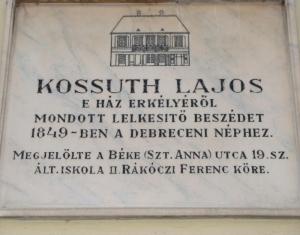 KOSSUTH LAJOS
E HÁZ ERKÉLYÉRŐL
MONDOTT LELKESITŐ BESZÉDET
1849-BEN A DEBRECENI NÉPHEZ.
MEGJELÖLTE A BÉKE (SZT. ANNA) UTCA 19. SZ.
ÁLT. ISKOLA II. RÁKÓCZI FERENC KÖRE.